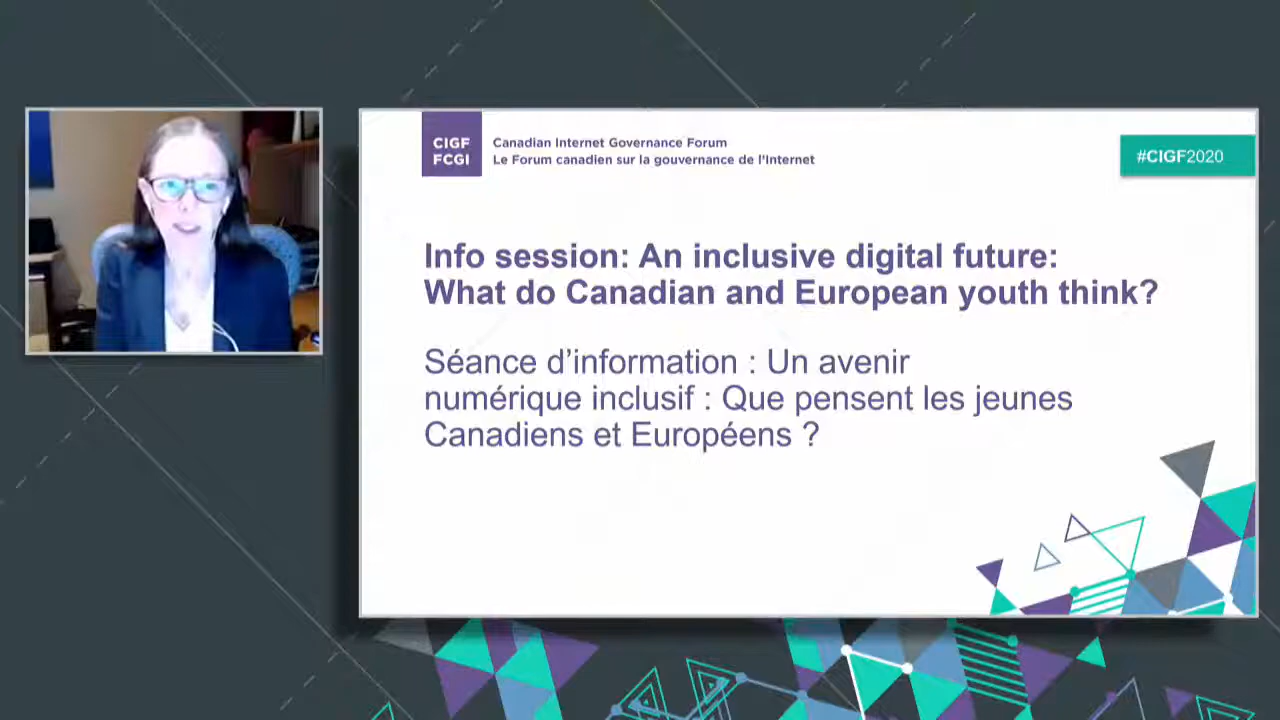 CIGF
FCGI
Canadian Internet Governance Forum
Le Forum canadien sur la gouvernance de l'Internet
#CIGF2020
Info session: An inclusive digital future:
What do Canadian and European youth think?
Séance d’information : Un avenir
numérique inclusif : Que pensent les jeunes
Canadiens et Européens ?